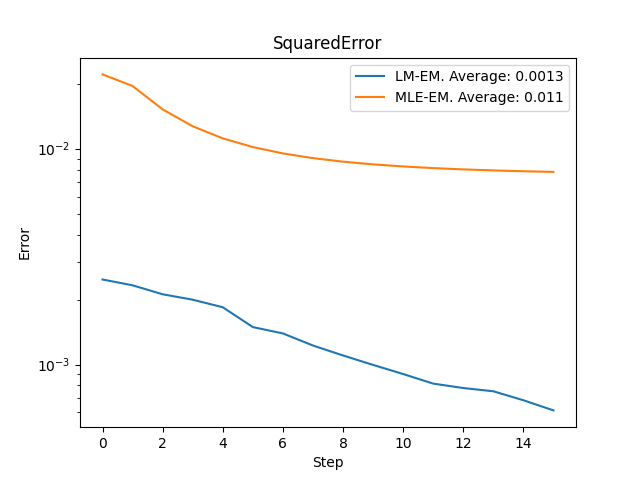 SquaredError
LM-EM. Average: 0.0013
MLE-EM. Average: 0.011
10⁻²
10⁻³
Error
0 2 4 6 8 10 12 14
Step